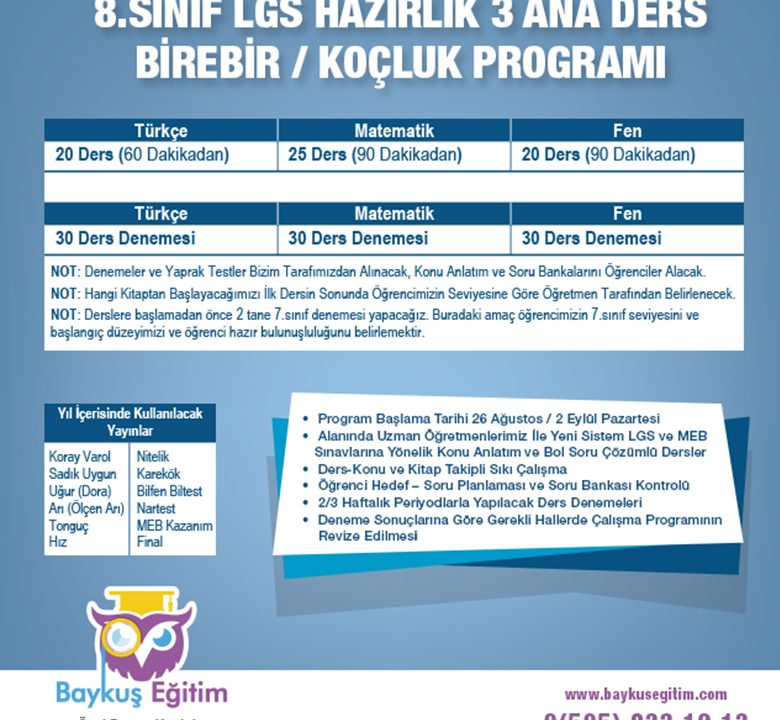 8.SINIF LGS HAZIRLIK 3 ANA DERS
BİREBİR / KOÇLUK PROGRAMI
Türkçe Matematik Fen
20 Ders (60 Dakikadan) 25 Ders (90 Dakikadan) 20 Ders (90 Dakikadan)
Türkçe Matematik Fen
30 Ders Denemesi 30 Ders Denemesi 30 Ders Denemesi
NOT: Denemeler ve Yaprak Testler Bizim Tarafımızdan Alınacak, Konu Anlatım ve Soru Bankalarını Öğrenciler Alacak.
NOT: Hangi Kitaptan Başlayacağımızı İlk Dersin Sonunda Öğrencimizin Seviyesine Göre Öğretmen Tarafından Belirlenecek.
NOT: Derslere başlamadan önce 2 tane 7.sınıf denemesi yapacağız. Buradaki amaç öğrencimizin 7.sınıf seviyesini ve
başlangıç düzeyimizi ve öğrenci hazır bulunuşluluğunu belirlemektir.
Yıl İçerisinde Kullanılacak
Yayınlar
Koray Varol
Sadık Uygun
Uğur (Dora)
Arı (Ölçen Arı)
Tonguç
Hız
Nitelik
Karekök
Bilfen Biltest
Nartest
MEB Kazanım
Final
• Program Başlama Tarihi 26 Ağustos / 2 Eylül Pazartesi
• Alanında Uzman Öğretmenlerimiz İle Yeni Sistem LGS ve MEB
Sınavlarına Yönelik Konu Anlatım ve Bol Soru Çözümlü Dersler
• Ders-Konu ve Kitap Takipli Sıkı Çalışma
• Öğrenci Hedef – Soru Planlaması ve Soru Bankası Kontrolü
• 2/3 Haftalık Periyodlarla Yapılacak Ders Denemeleri
• Deneme Sonuçlarına Göre Gerekli Hallerde Çalışma Programının
Revize Edilmesi
Baykuş Eğitim
www.baykusegitim.com